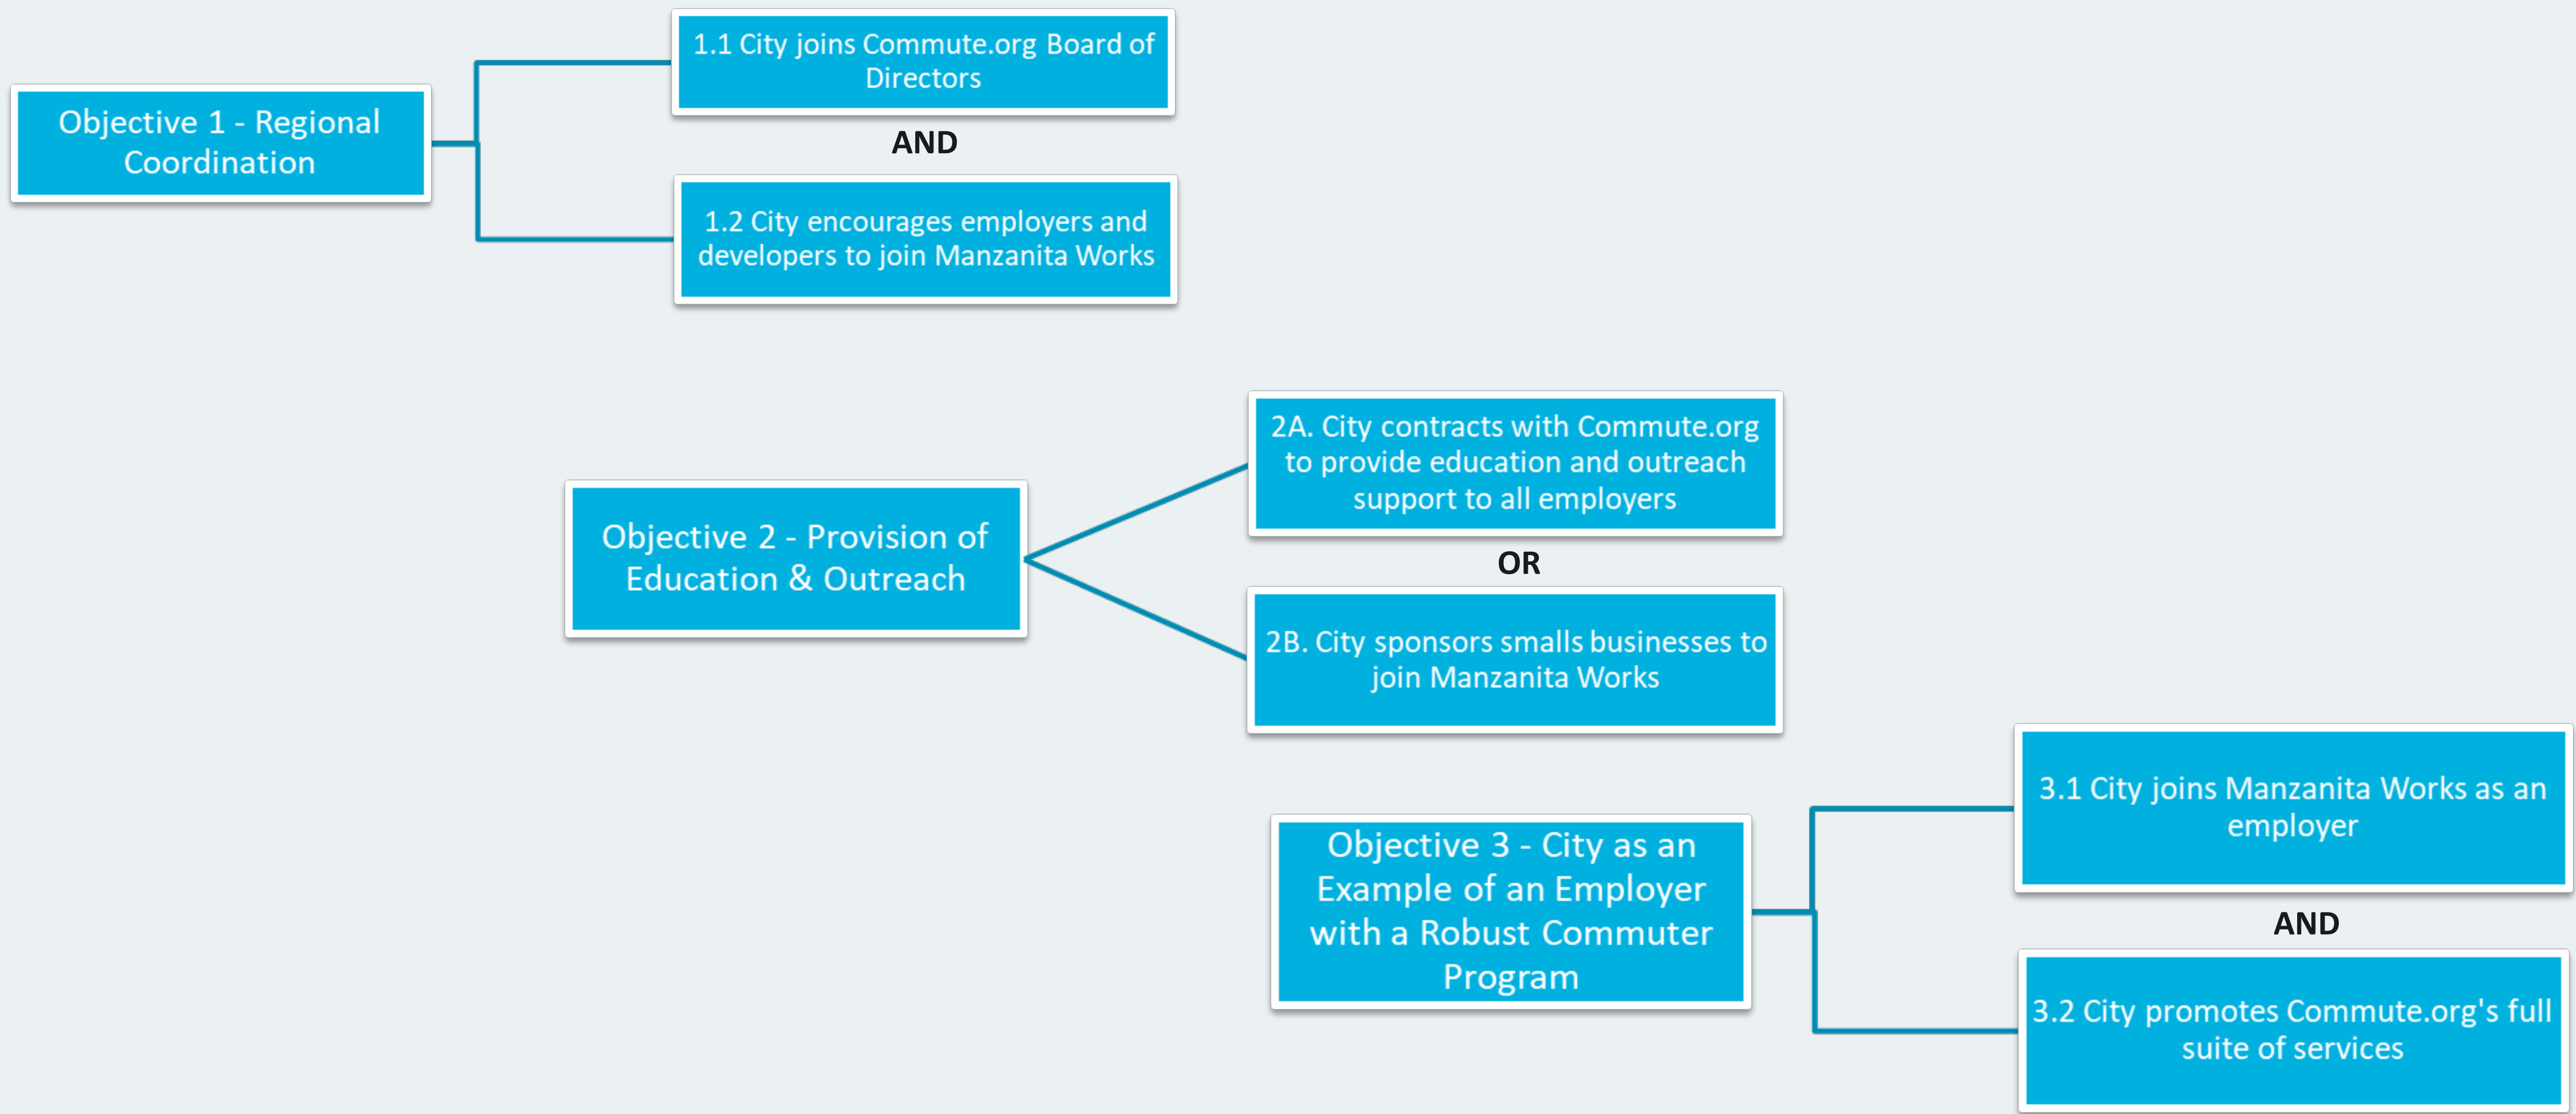 1.1 City joins Commute.org Board of
Directors
Objective 1 - Regional
Coordination
AND
1.2 City encourages employers and
developers to join Manzanita Works
2A. City contracts with Commute.org
to provide education and outreach
support to all employers
Objective 2 - Provision of
Education & Outreach
OR
2B. City sponsors smalls businesses to
join Manzanita Works
3.1 City joins Manzanita Works as an
employer
Objective 3 - City as an
Example of an Employer
with a Robust Commuter
Program
AND
3.2 City promotes Commute.org's full
suite of services